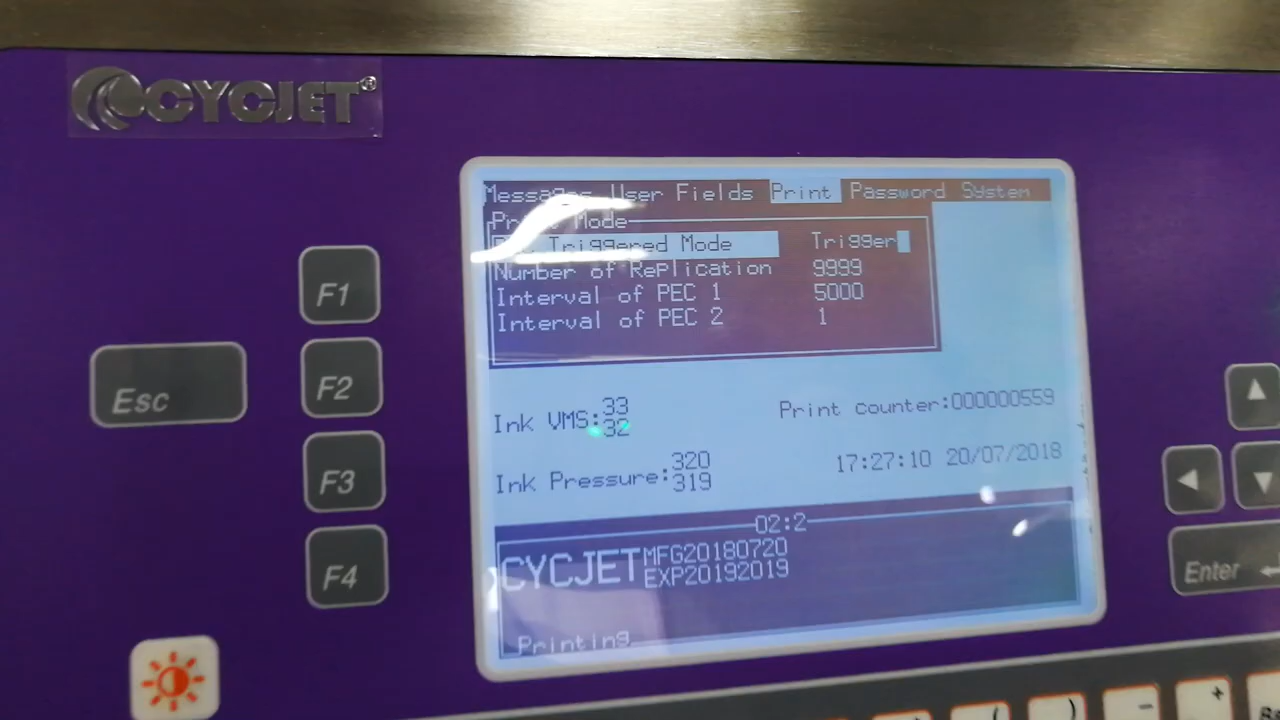 CYCJET®
Messages User Fields Print Password System
Print Mode
Triggered Mode Trigger
Number of Replication 9999
Interval of PEC 1 5000
Interval of PEC 2 1
Ink VMS:33
32
Print counter:000000559
Ink Pressure:320
319
17:27:10 20/07/2018
02:2
CYCJET MFG20180720
EXP20192019
Printing
Esc
F1
F2
F3
F4
Enter
( ) - +